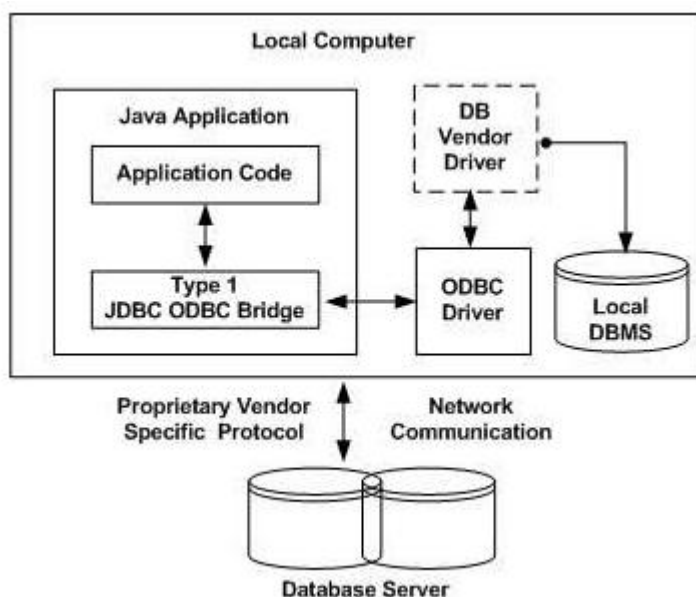 Local Computer
Java Application
Application Code
Type 1
JDBC ODBC Bridge
DB
Vendor
Driver
ODBC
Driver
Local
DBMS
Proprietary Vendor
Specific Protocol
Network
Communication
Database Server